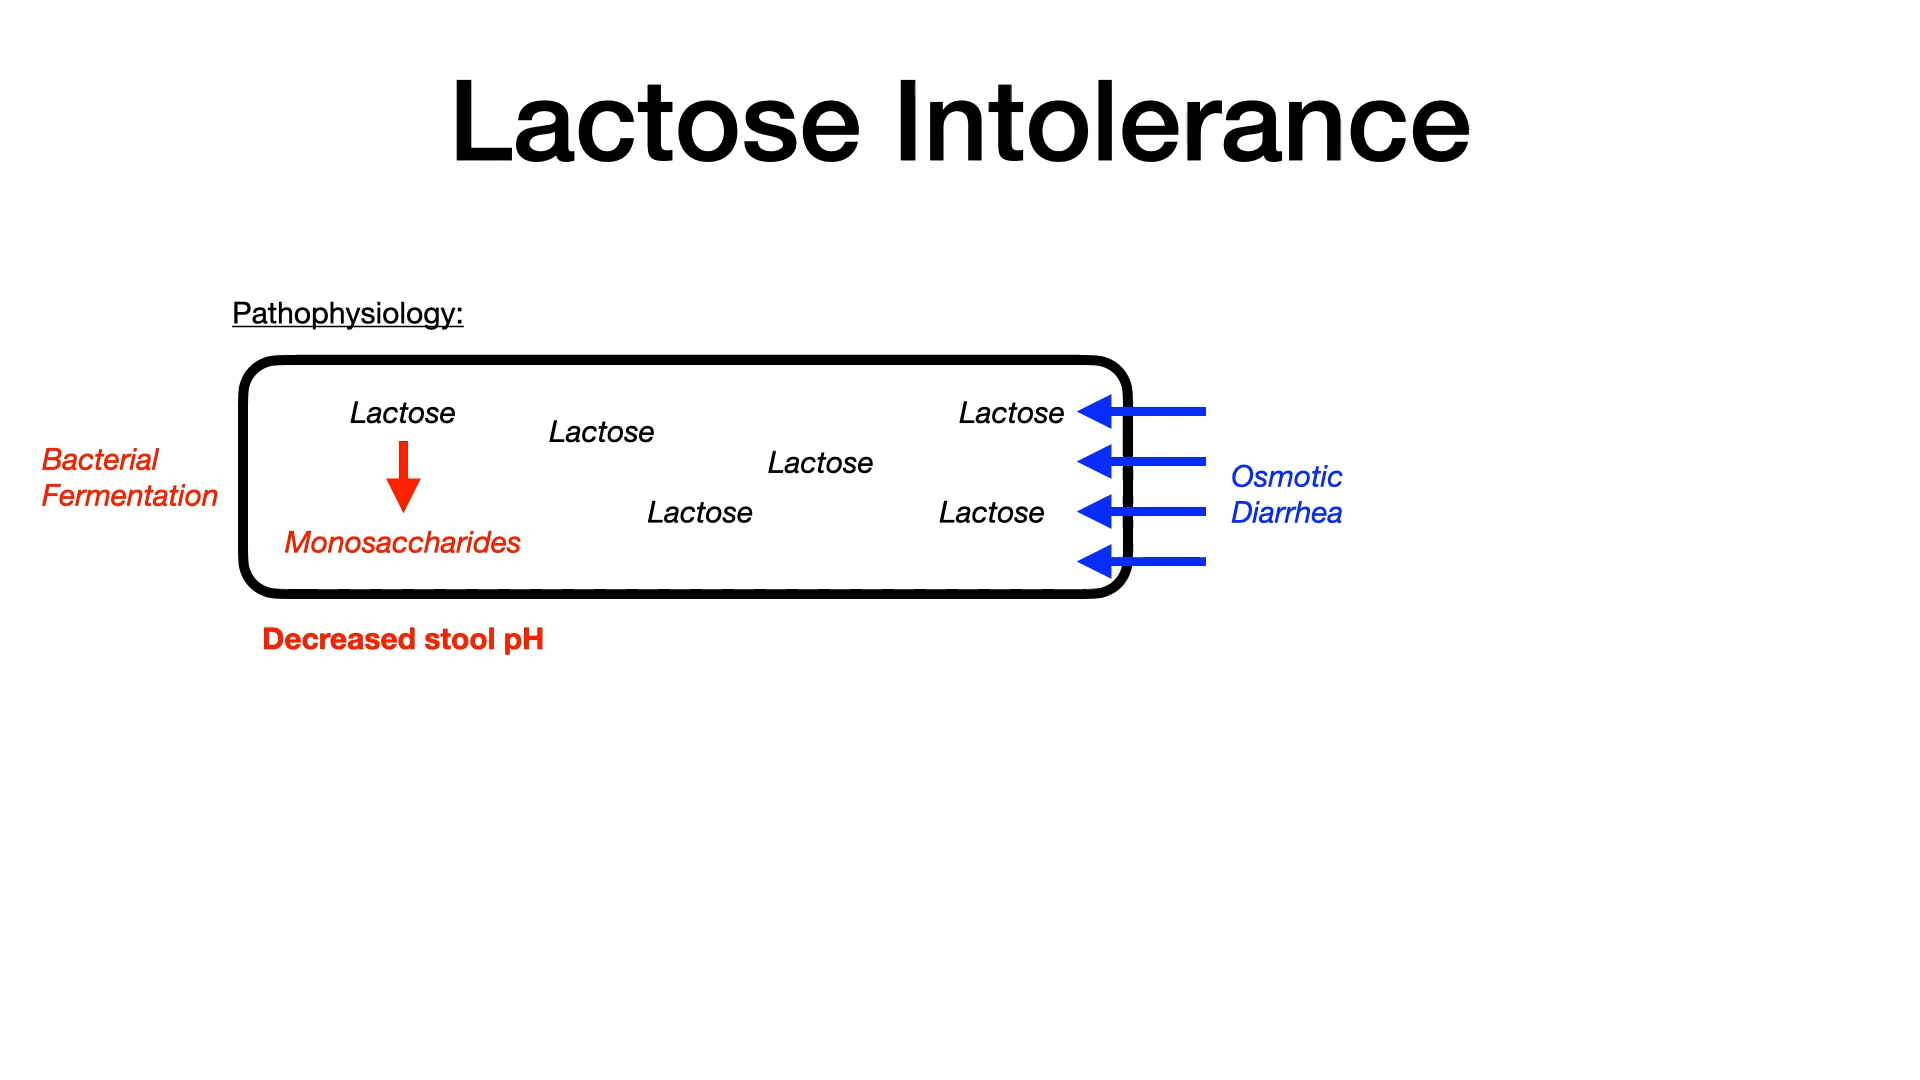 Lactose Intolerance
Pathophysiology:
Lactose
Lactose
Lactose
Lactose
Lactose
Lactose
Bacterial
Fermentation
Monosaccharides
Osmotic
Diarrhea
Decreased stool pH